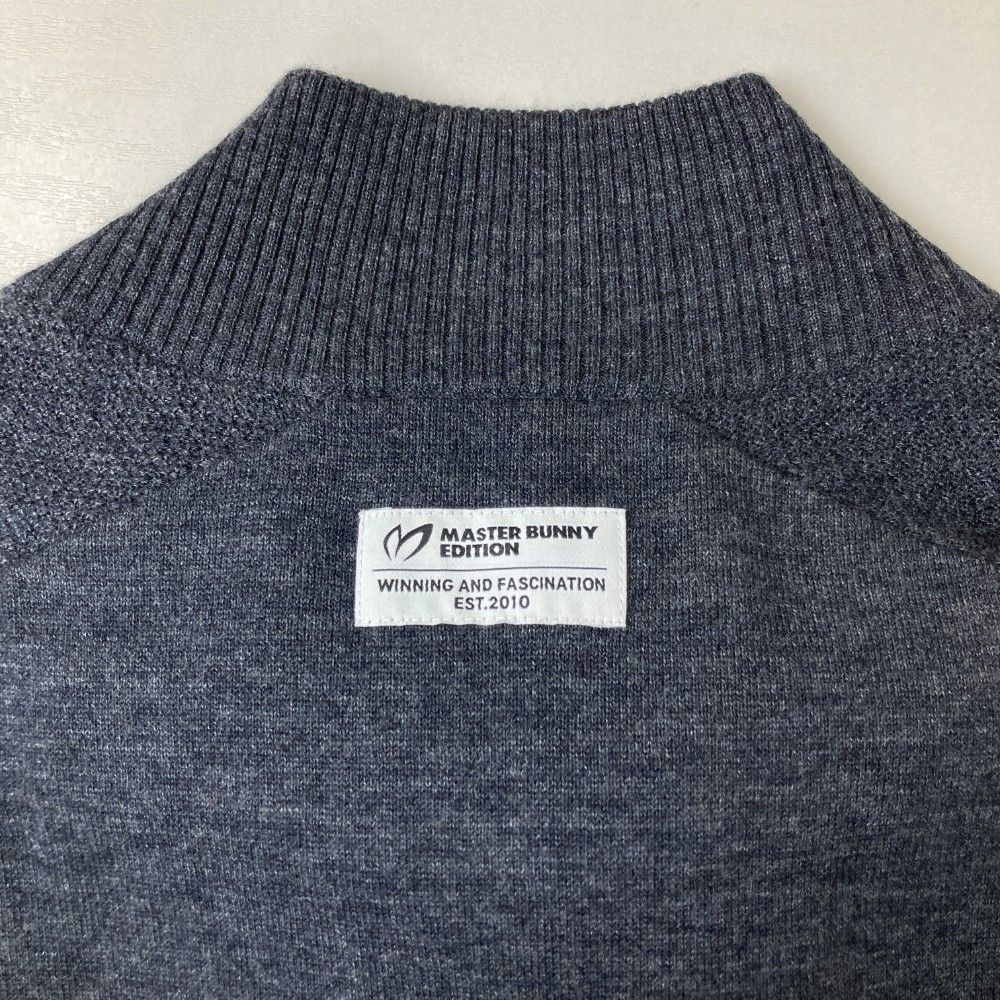 MASTER BUNNY
EDITION
WINNING AND FASCINATION
EST.2010